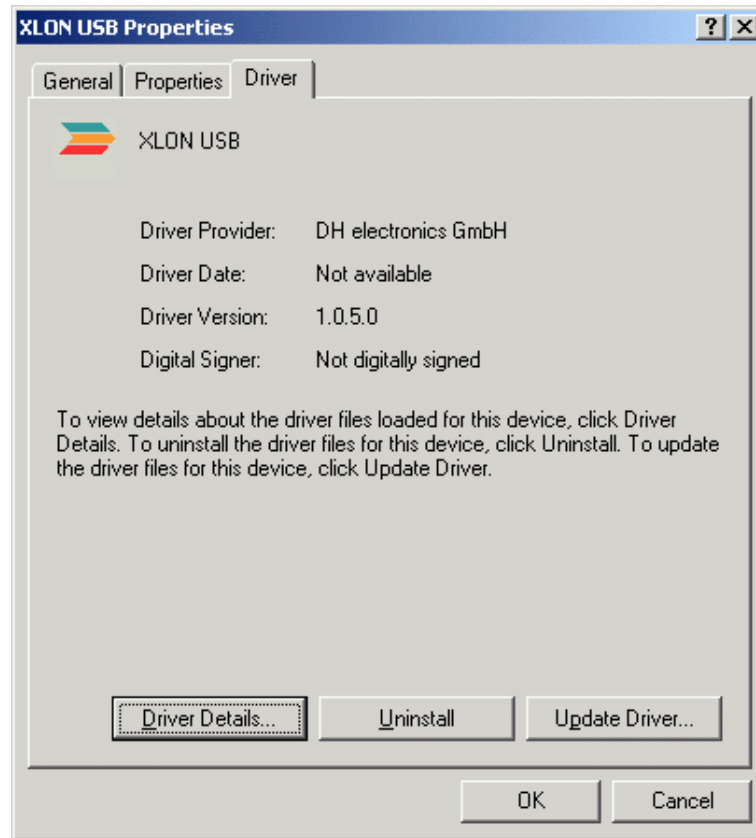 XLON USB Properties
General Properties Driver
XLON USB
Driver Provider: DH electronics GmbH
Driver Date: Not available
Driver Version: 1.0.5.0
Digital Signer: Not digitally signed
To view details about the driver files loaded for this device, click Driver
Details. To uninstall the driver files for this device, click Uninstall. To update
the driver files for this device, click Update Driver.
Driver Details... Uninstall Update Driver...
OK Cancel